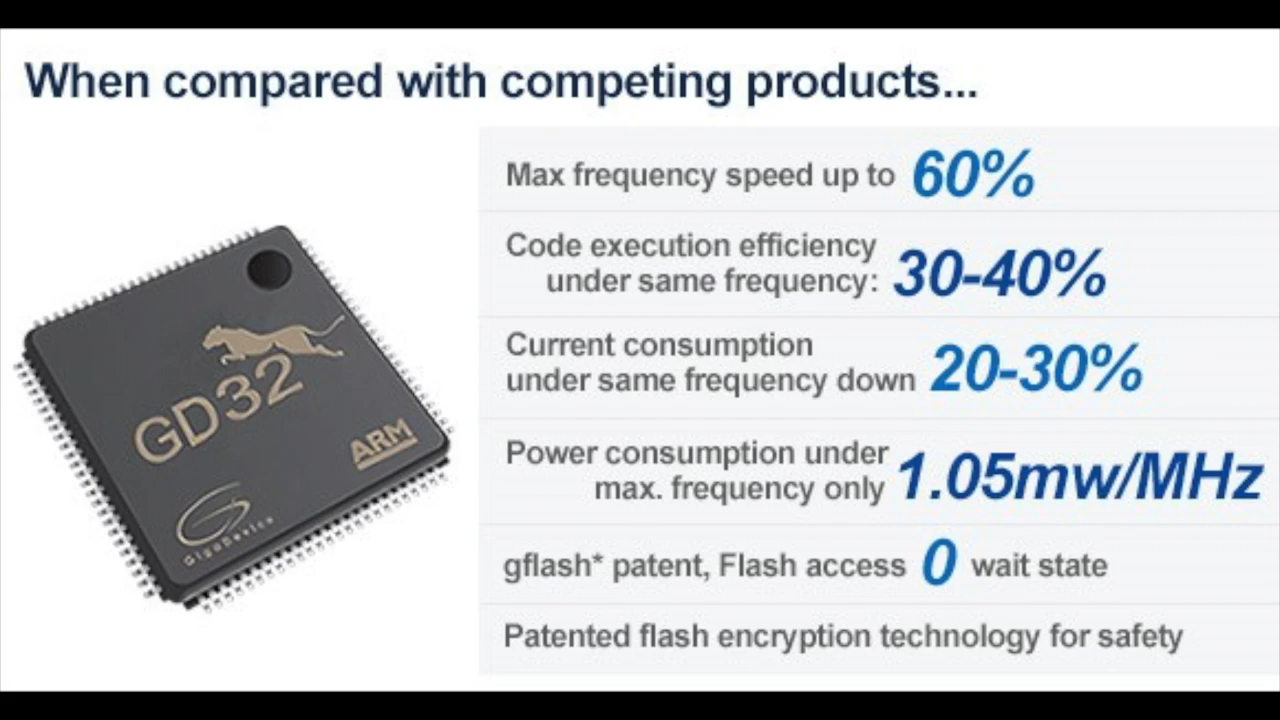 When compared with competing products...
Max frequency speed up to 60%
Code execution efficiency
under same frequency: 30-40%
Current consumption
under same frequency down 20-30%
Power consumption under
max. frequency only 1.05mw/MHz
gflash* patent, Flash access 0 wait state
Patented flash encryption technology for safety
GD32
ARM
GigaDevice